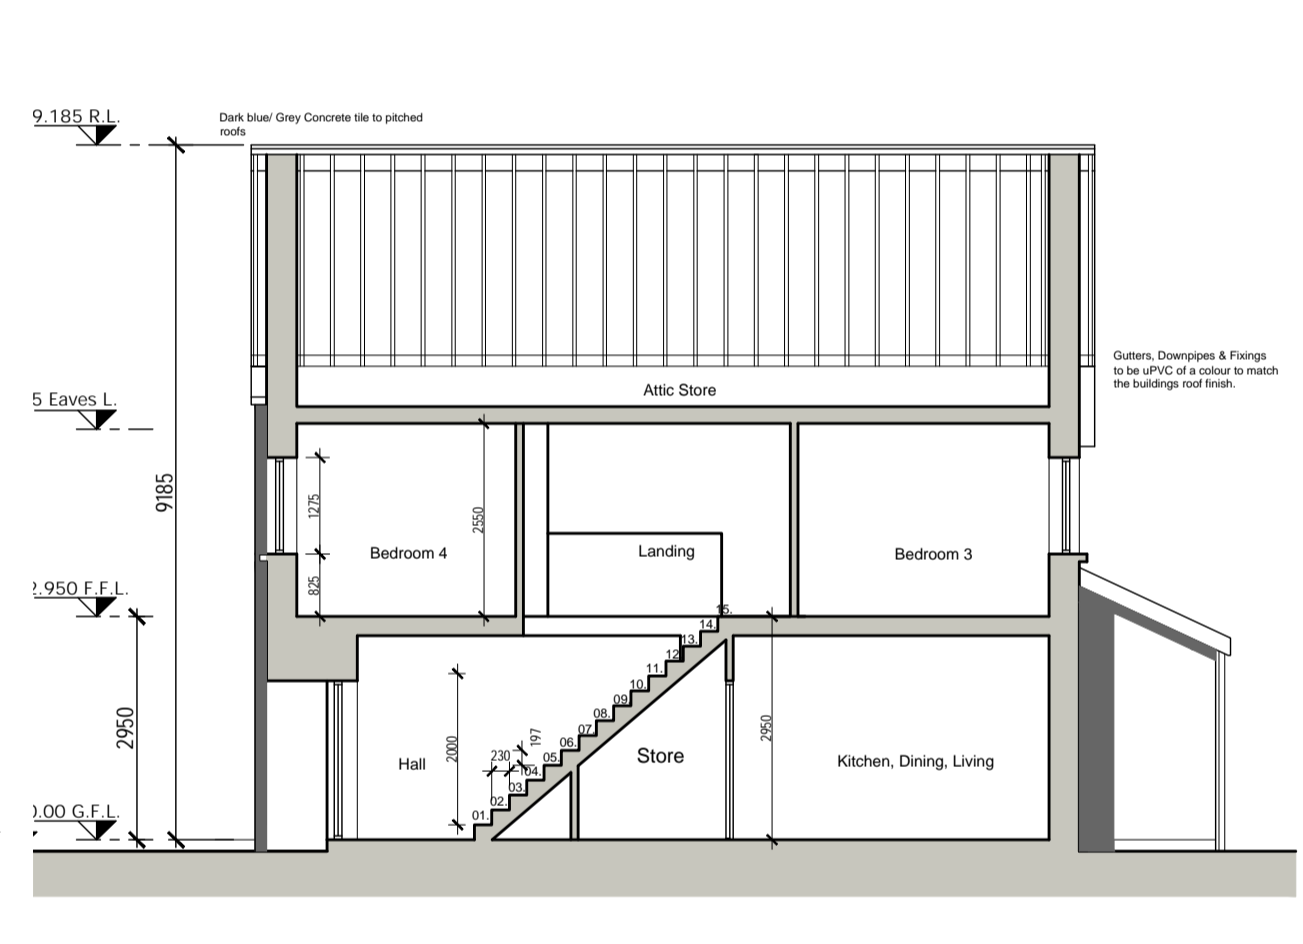 9.185 R.L.
Dark blue/ Grey Concrete tile to pitched
roofs
Gutters, Downpipes & Fixings
to be uPVC of a colour to match
the buildings roof finish.
Attic Store
5 Eaves L.
9185
1275
2550
825
Bedroom 4
Landing
Bedroom 3
2.950 F.F.L.
15.
14.
13.
12
11.
10.
09
08.
07.
06.
05.
04.
03.
02.
01.
197
230
2950
2000
2950
Hall
Store
Kitchen, Dining, Living
0.00 G.F.L.